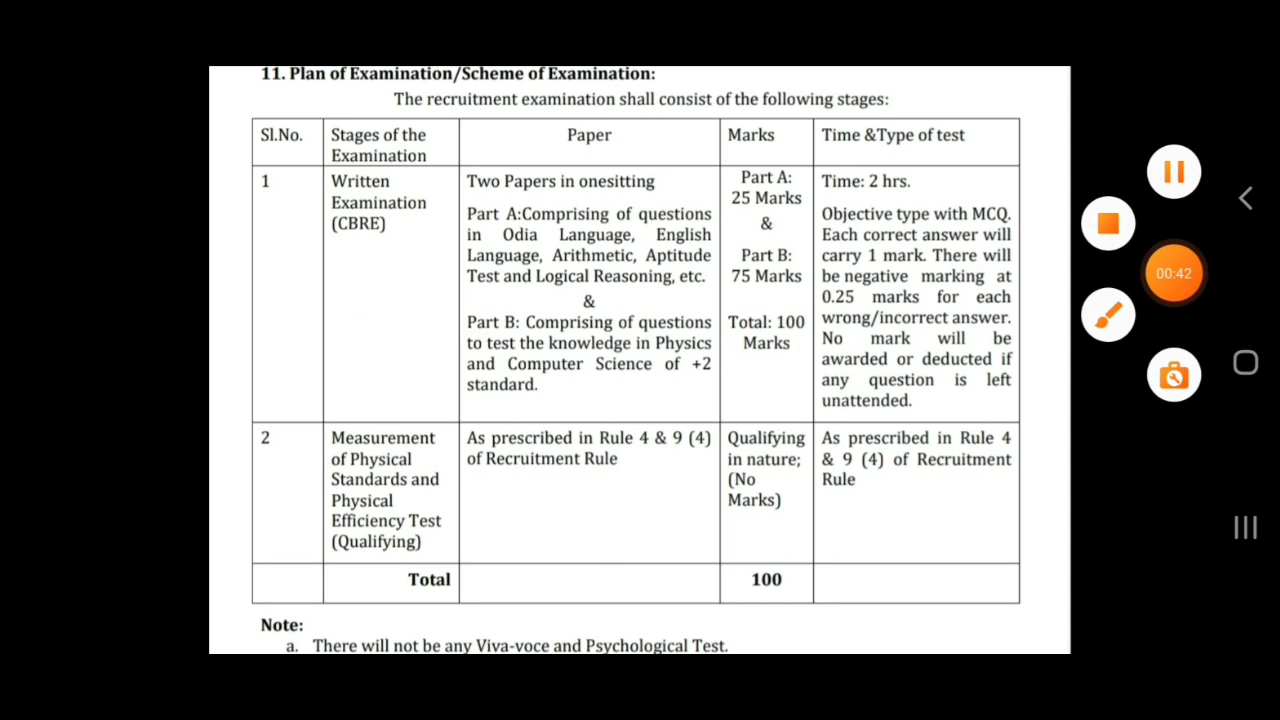 11. Plan of Examination/Scheme of Examination:
The recruitment examination shall consist of the following stages:
Sl.No.
Stages of the
Examination
Paper
Marks
Time &Type of test
1
Written
Examination
(CBRE)
Two Papers in onesitting
Part A:Comprising of questions
in Odia Language, English
Language, Arithmetic, Aptitude
Test and Logical Reasoning, etc.
&
Part B: Comprising of questions
to test the knowledge in Physics
and Computer Science of +2
standard.
Part A:
25 Marks
&
Part B:
75 Marks
Total: 100
Marks
Time: 2 hrs.
Objective type with MCQ.
Each correct answer will
carry 1 mark. There will
be negative marking at
0.25 marks for each
wrong/incorrect answer.
No mark will be
awarded or deducted if
any question is left
unattended.
2
Measurement
of Physical
Standards and
Physical
Efficiency Test
(Qualifying)
As prescribed in Rule 4 & 9 (4)
of Recruitment Rule
Qualifying
in nature;
(No
Marks)
As prescribed in Rule 4
& 9 (4) of Recruitment
Rule
Total
100
Note:
a. There will not be any Viva-voce and Psychological Test.
00:42